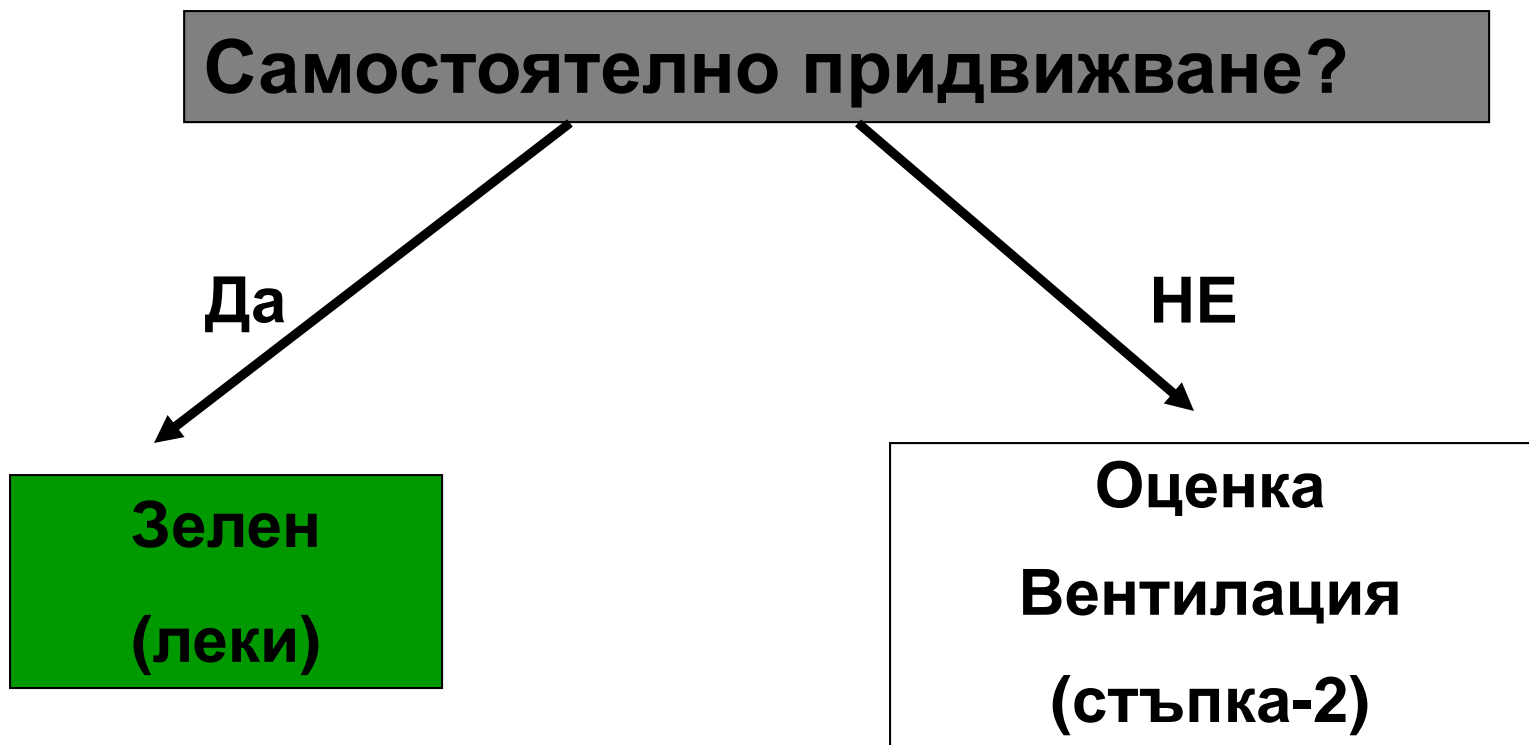 Самостоятелно придвижване?
Да
НЕ
Зелен
(леки)
Оценка
Вентилация
(стъпка-2)